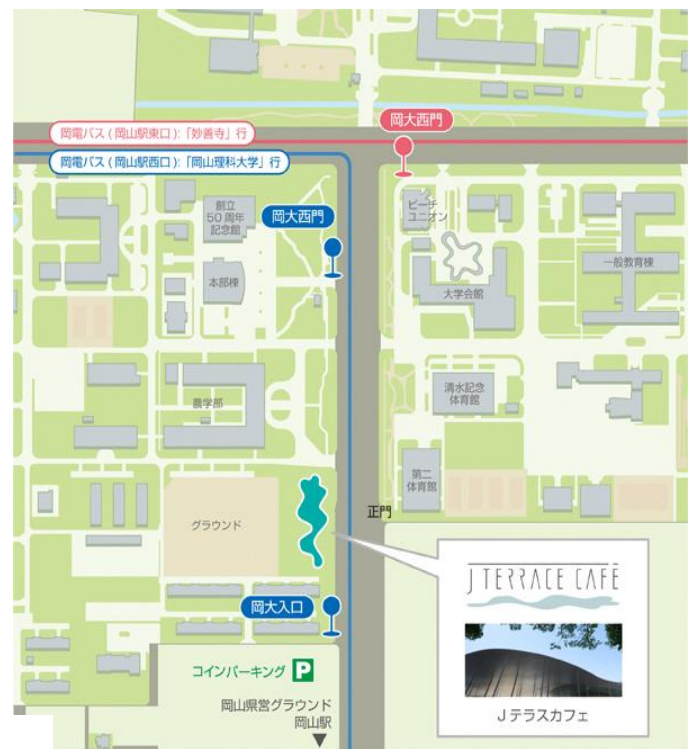 岡大西門
岡電バス(岡山駅東口):「妙善寺」行
岡電バス(岡山駅西口):「岡山理科大学」行
創立
50周年
記念館
岡大西門
ピーチ
ユニオン
本部棟
大学会館
一般教育棟
農学部
清水記念
体育館
第二
体育館
グラウンド
正門
J TERRACE CAFÉ
岡大入口
コインパーキング P
Jテラスカフェ
岡山県営グラウンド
岡山駅